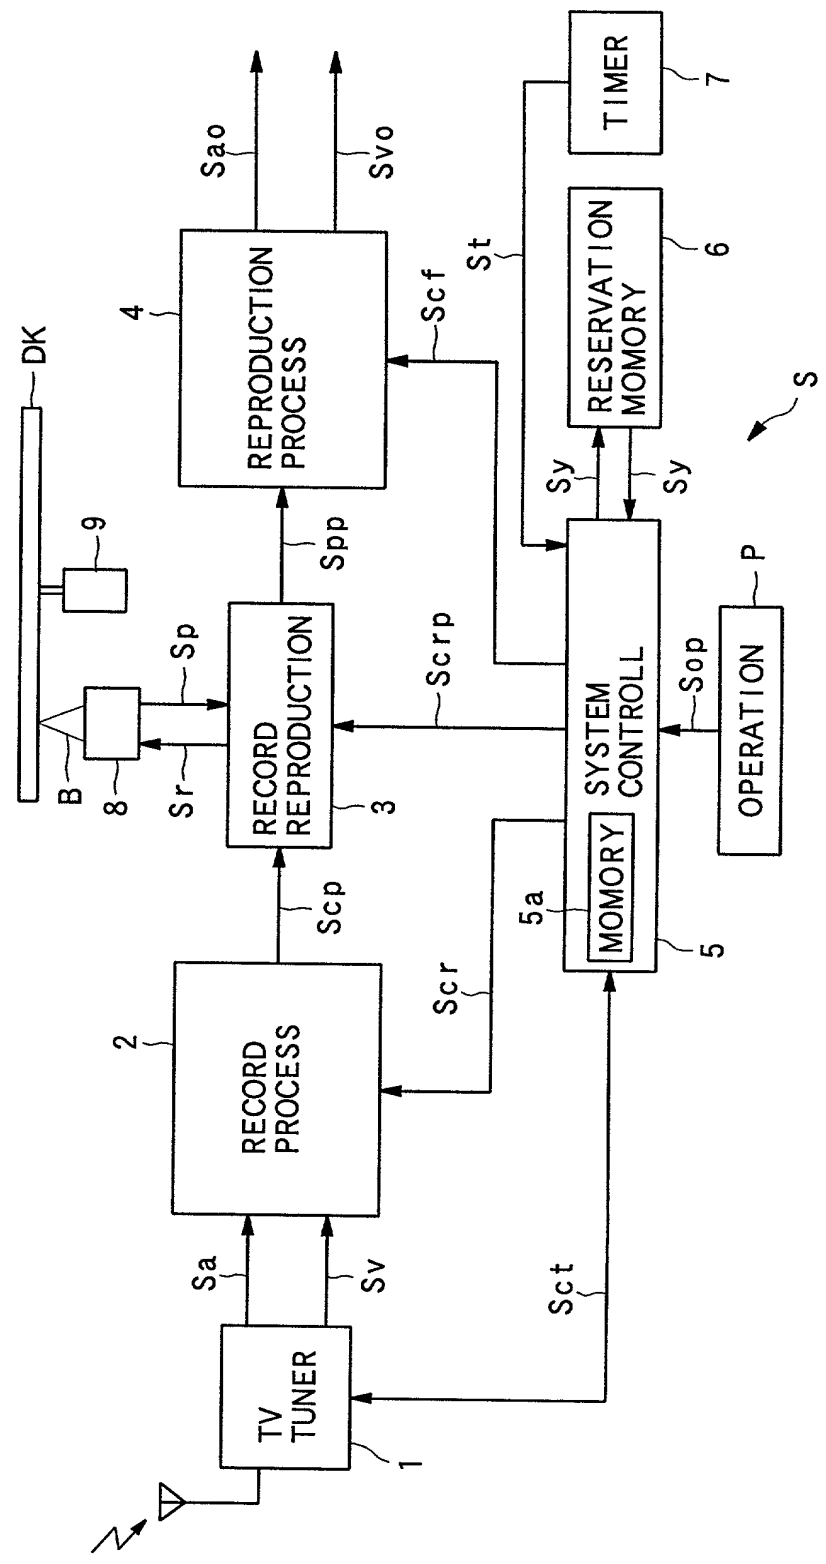 DK
B
8
9
Sr
Sp
TV
TUNER
1
Sa
Sv
RECORD
PROCESS
2
Scp
RECORD
REPRODUCTION
3
Spp
REPRODUCTION
PROCESS
4
Sao
Svo
Sct
Scr
Scrp
Scf
St
5a
MOMORY
SYSTEM
CONTROLL
5
Sy
Sy
RESERVATION
MOMORY
6
TIMER
7
Sop
OPERATION
P
S